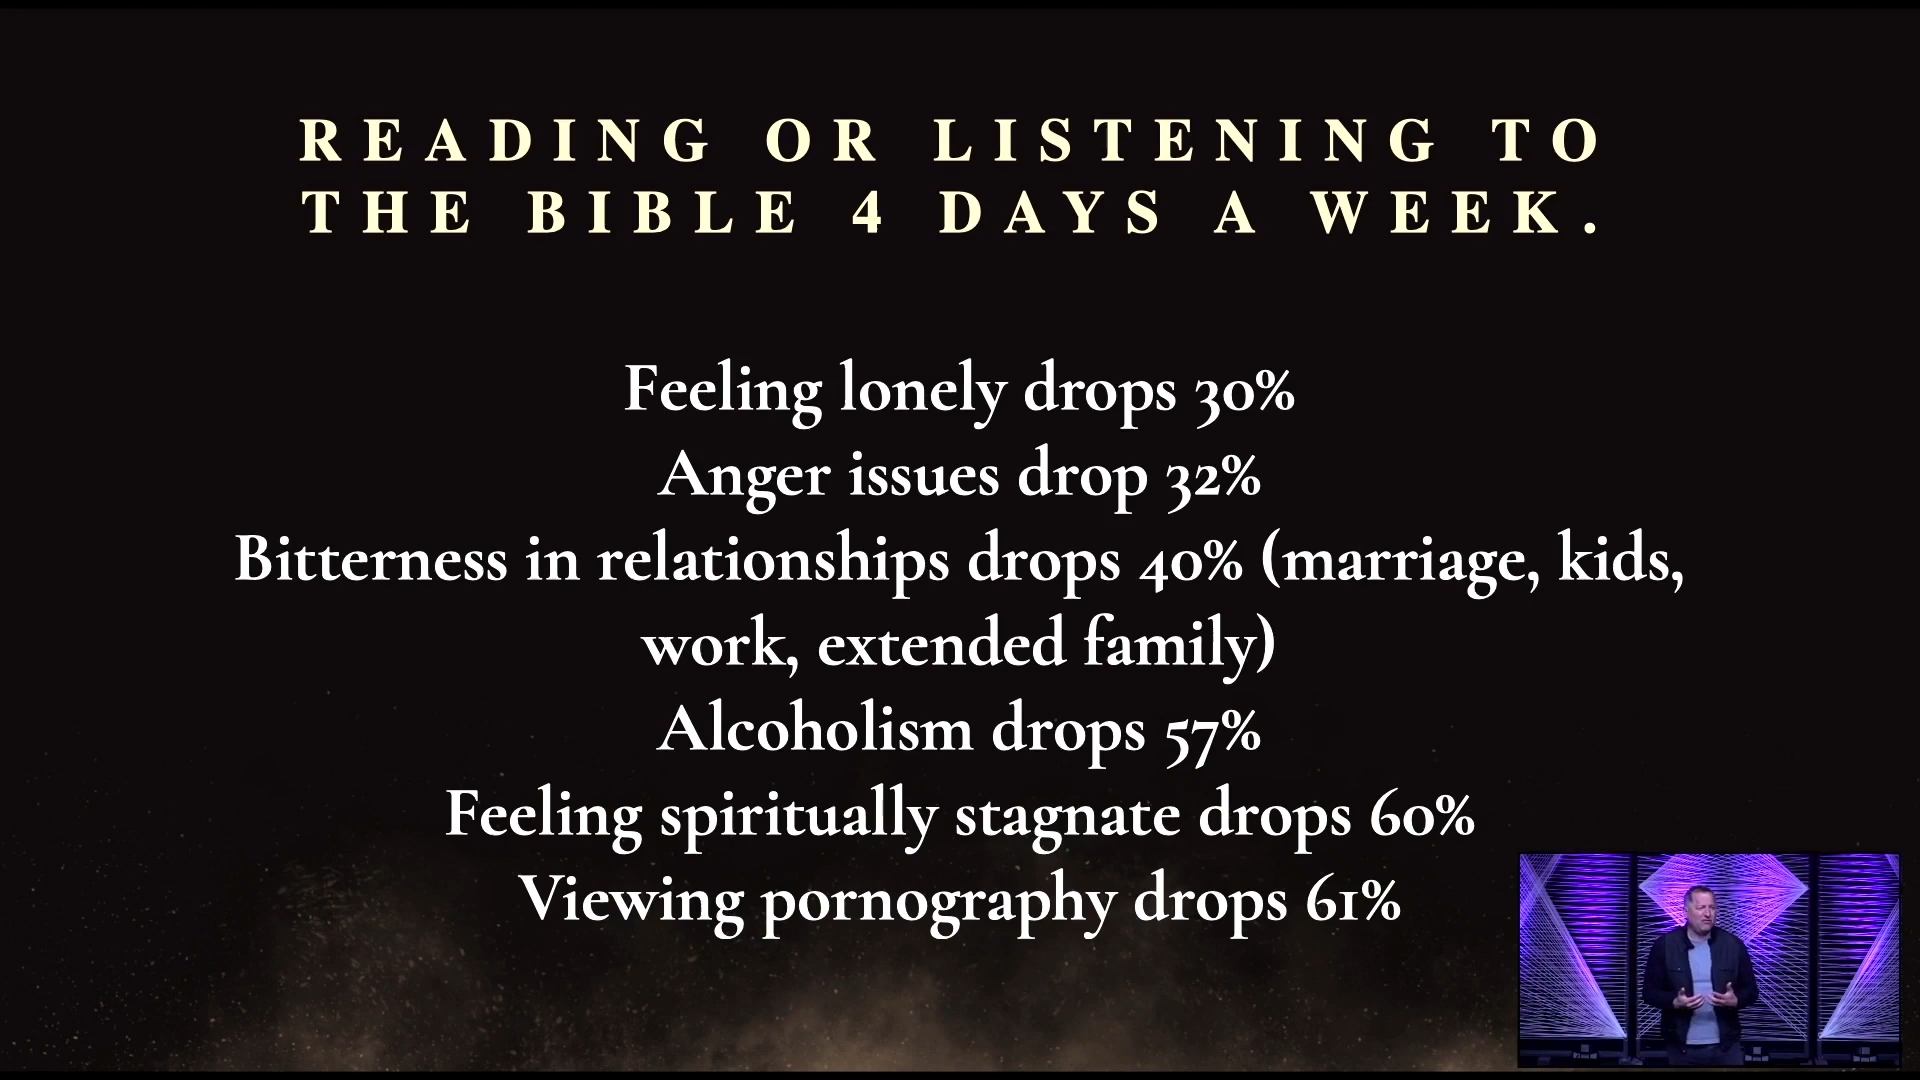 READING OR LISTENING TO
THE BIBLE 4 DAYS A WEEK.
Feeling lonely drops 30%
Anger issues drop 32%
Bitterness in relationships drops 40% (marriage, kids,
work, extended family)
Alcoholism drops 57%
Feeling spiritually stagnate drops 60%
Viewing pornography drops 61%